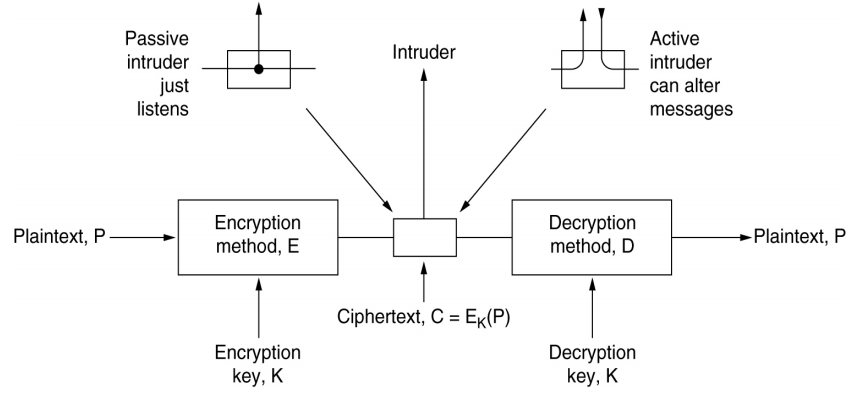 Passive
intruder
just
listens
Intruder
Active
intruder
can alter
messages
Plaintext, P
Encryption
method, E
Decryption
method, D
Plaintext, P
Ciphertext, C = EK(P)
Encryption
key, K
Decryption
key, K